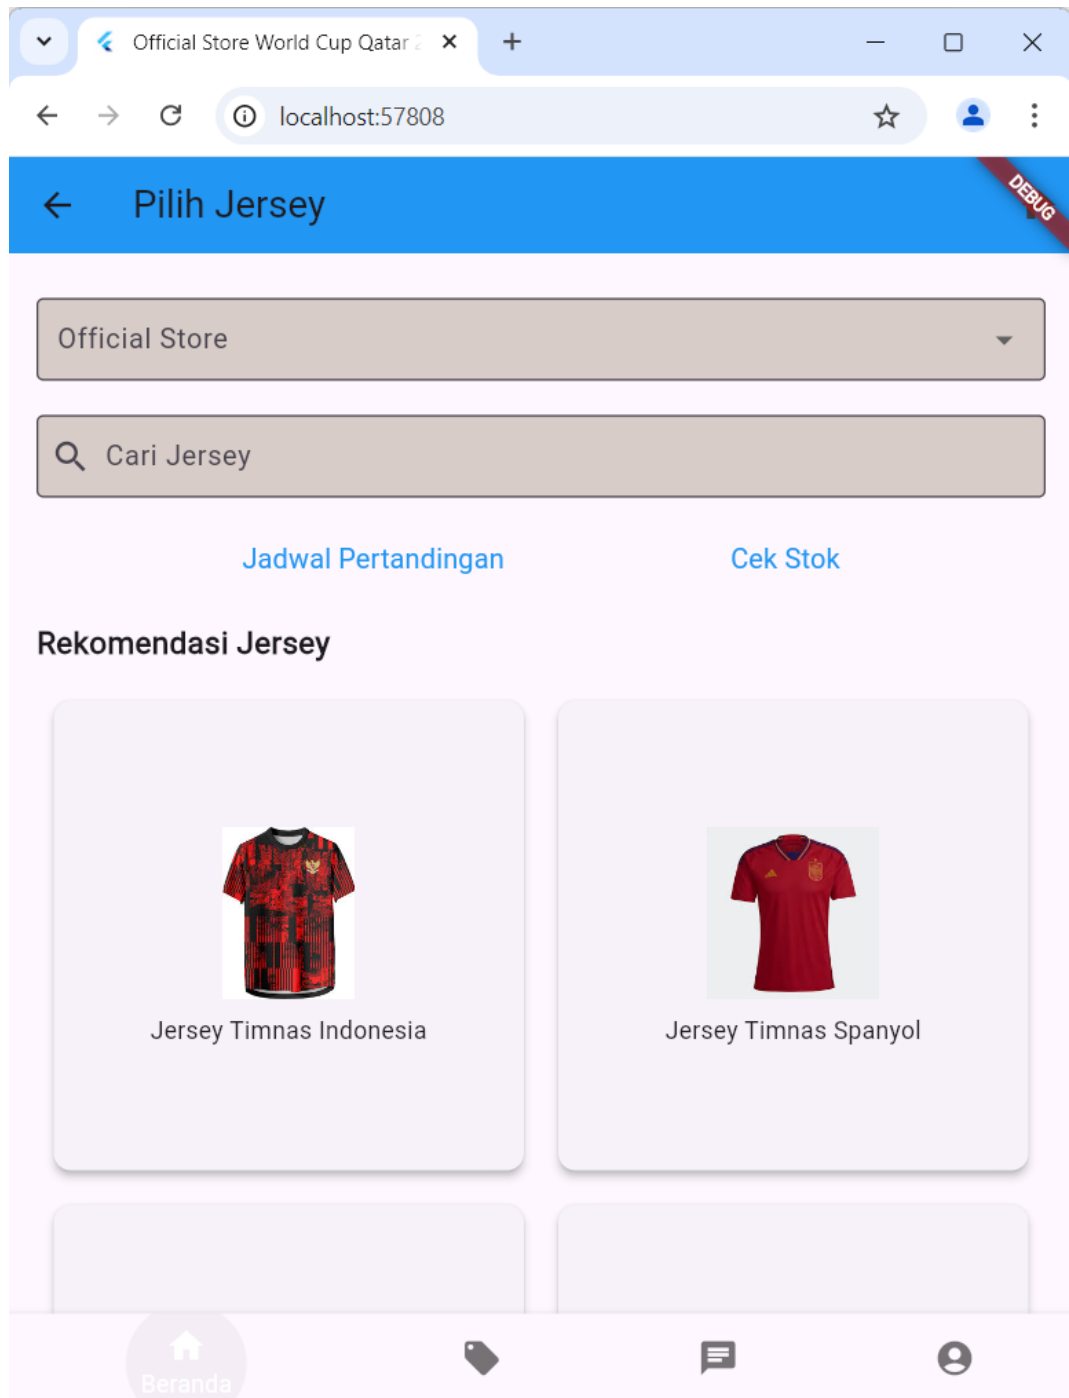 Official Store World Cup Qatar
localhost:57808
Pilih Jersey
DEBUG
Official Store
Cari Jersey
Jadwal Pertandingan
Cek Stok
Rekomendasi Jersey
Jersey Timnas Indonesia
Jersey Timnas Spanyol
Beranda